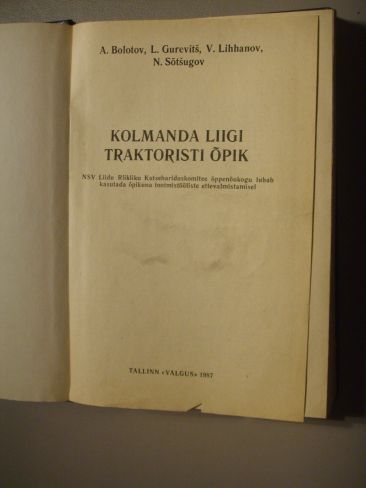 A. Bolotov, L. Gurevitš, V. Lihhanov,
N. Sõtšugov
KOLMANDA LIIGI
TRAKTORISTI ÕPIK
NSV Liidu Riikliku Kutsehariduskomitee õppenõukogu lubab
kasutada õpikuna tootmistööliste ettevalmistamisel
TALLINN «VALGUS» 1987